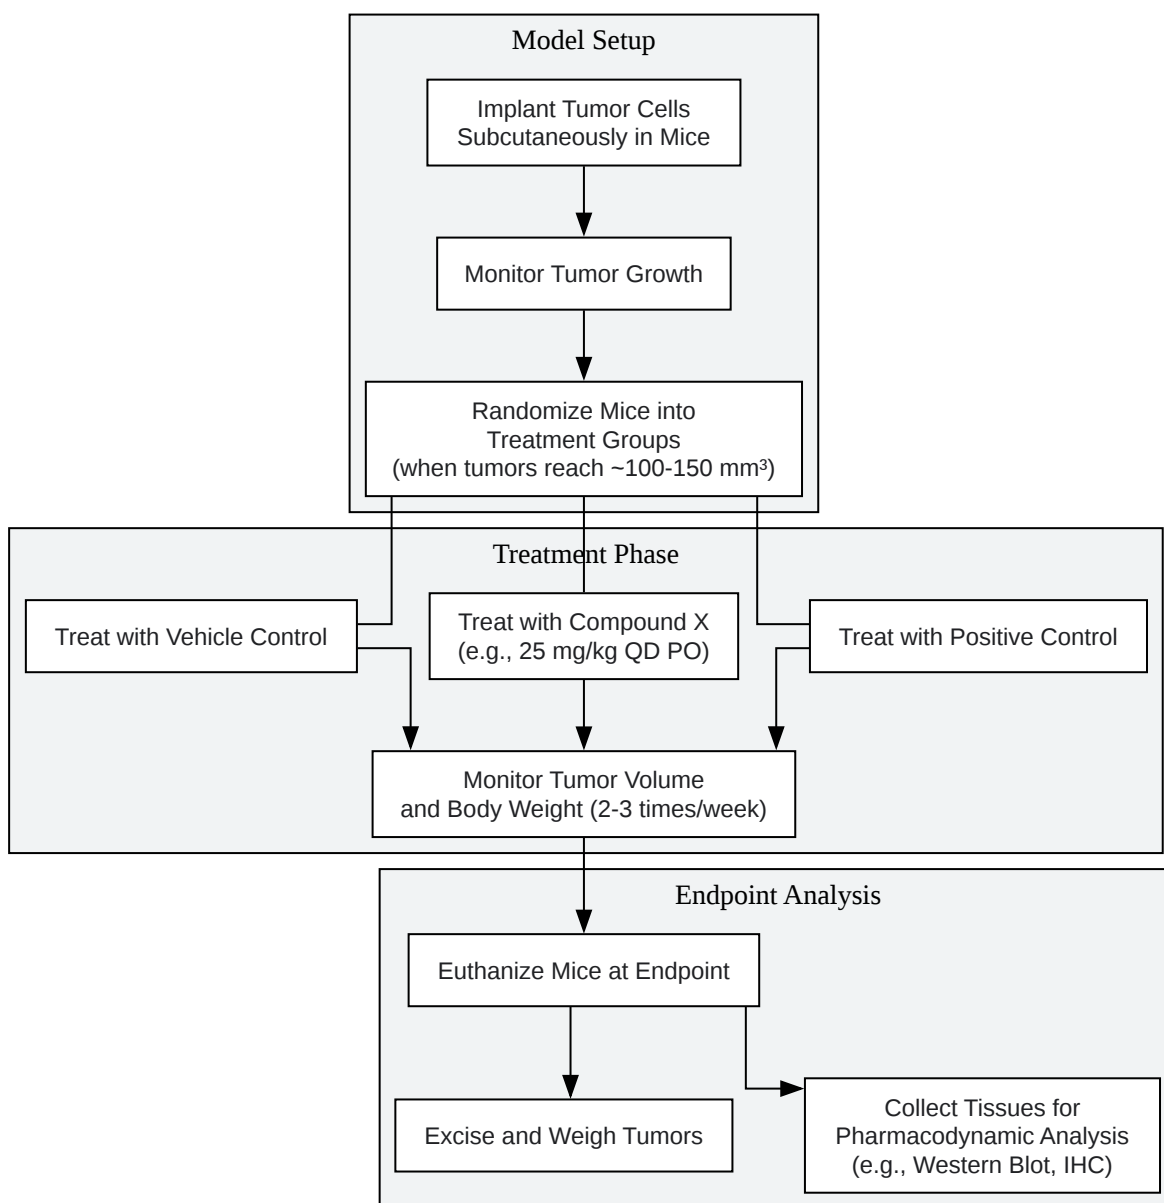 Model Setup
Implant Tumor Cells
Subcutaneously in Mice
Monitor Tumor Growth
Randomize Mice into
Treatment Groups
(when tumors reach ~100-150 mm³)
Treatment Phase
Treat with Vehicle Control
Treat with Compound X
(e.g., 25 mg/kg QD PO)
Treat with Positive Control
Monitor Tumor Volume
and Body Weight (2-3 times/week)
Endpoint Analysis
Euthanize Mice at Endpoint
Excise and Weigh Tumors
Collect Tissues for
Pharmacodynamic Analysis
(e.g., Western Blot, IHC)